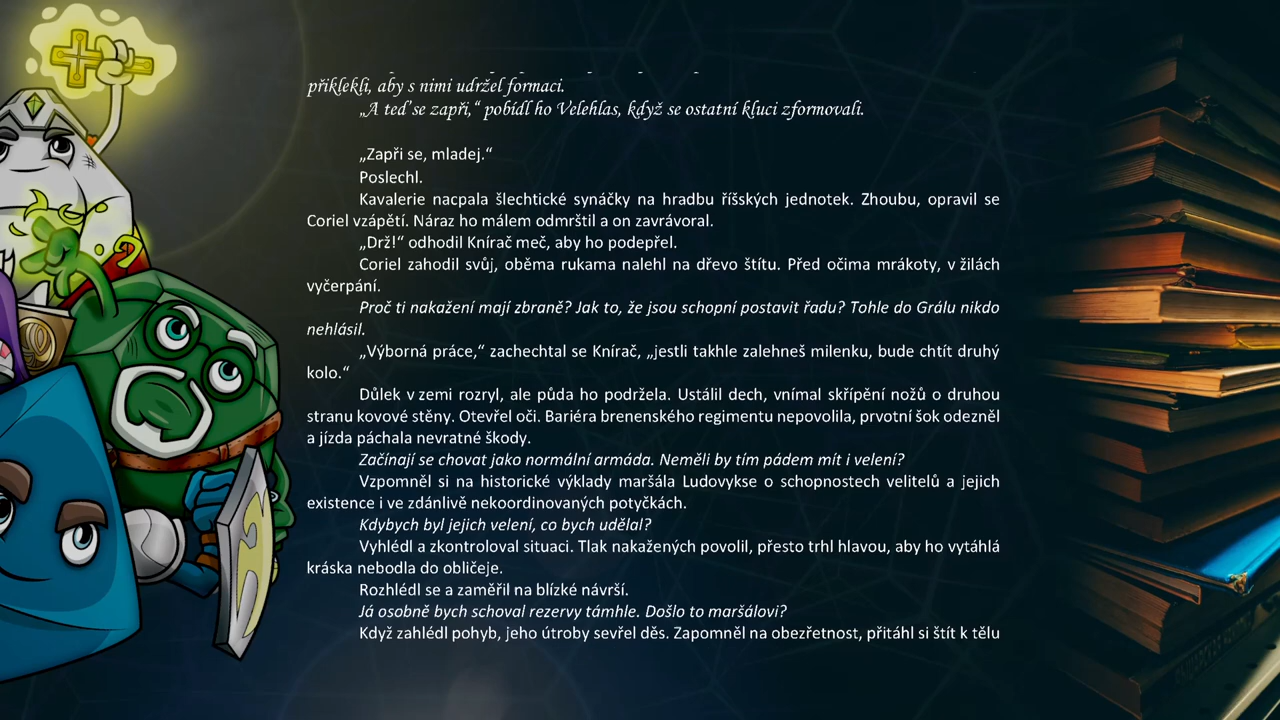 přiklekli, aby s nimi udržel formaci.
„A teď se zapři,“ pobídl ho Velehlas, když se ostatní kluci zformovali.
„Zapři se, mladej.“
Poslechl.
Kavalerie nacpala šlechtické synáčky na hradbu říšských jednotek. Zhoubu, opravil se
Coriel vzápětí. Náraz ho málem odmrštil a on zavrávoral.
„Drž!“ odhodil Knírač meč, aby ho podepřel.
Coriel zahodil svůj, oběma rukama nalehl na dřevo štítu. Před očima mrákoty, v žilách
vyčerpání.
Proč ti nakažení mají zbraně? Jak to, že jsou schopní postavit řadu? Tohle do Grálu nikdo
nehlásil.
„Výborná práce,“ zachechtal se Knírač, „jestli takhle zalehneš milenku, bude chtít druhý
kolo.“
Důlek v zemi rozryl, ale půda ho podržela. Ustálil dech, vnímal skřípění nožů o druhou
stranu kovové stěny. Otevřel oči. Bariéra brenenského regimentu nepovolila, prvotní šok odezněl
a jízda páchala nevratné škody.
Začínají se chovat jako normální armáda. Neměli by tím pádem mít i velení?
Vzpomněl si na historické výklady maršála Ludovykse o schopnostech velitelů a jejich
existence i ve zdánlivě nekoordinovaných potyčkách.
Kdybych byl jejich velení, co bych udělal?
Vyhlédl a zkontroloval situaci. Tlak nakažených povolil, přesto trhl hlavou, aby ho vytáhlá
kráska nebodla do obličeje.
Rozhlédl se a zaměřil na blízké návrší.
Já osobně bych schoval rezervy támhle. Došlo to maršálovi?
Když zahlédl pohyb, jeho útroby sevřel děs. Zapomněl na obezřetnost, přitáhl si štít k tělu